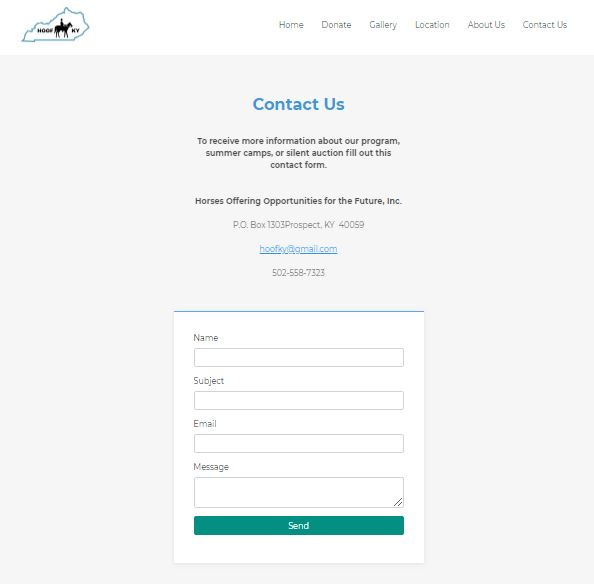 HOOF KY
Home Donate Gallery Location About Us Contact Us
Contact Us
To receive more information about our program,
summer camps, or silent auction fill out this
contact form.
Horses Offering Opportunities for the Future, Inc.
P.O. Box 1303Prospect, KY 40059
hoofky@gmail.com
502-558-7323
Name
Subject
Email
Message
Send